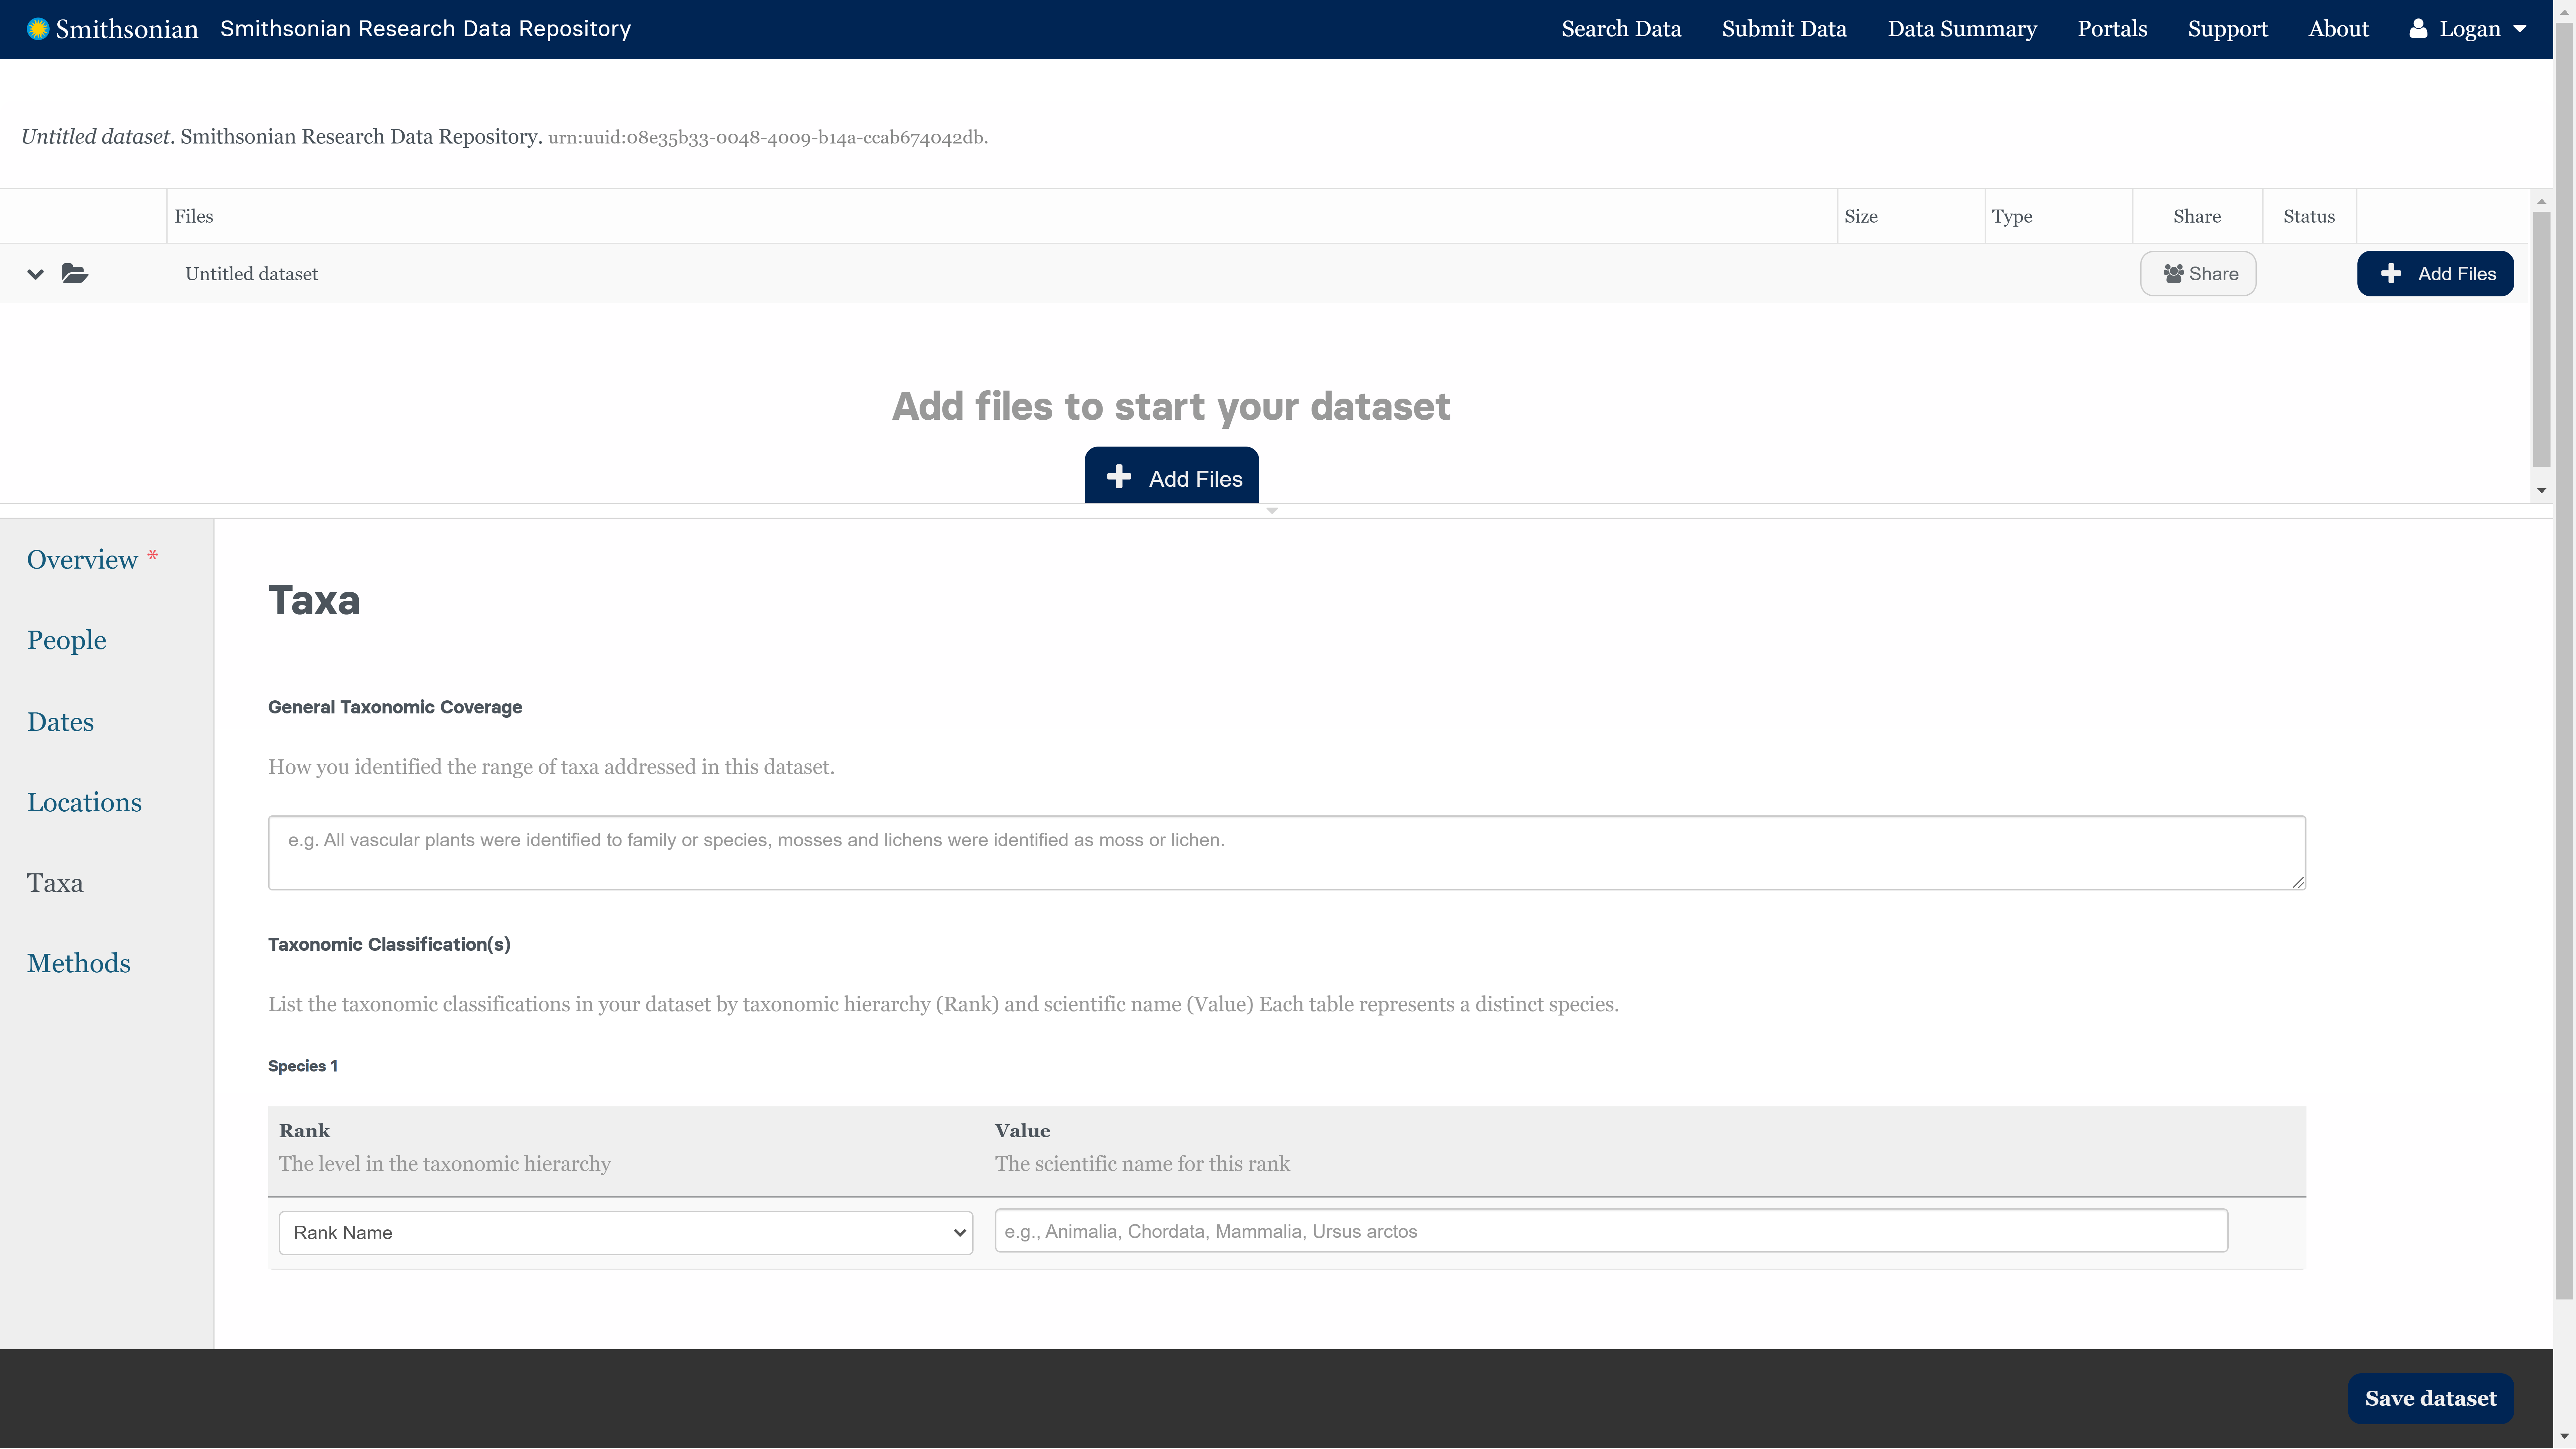 Smithsonian Smithsonian Research Data Repository Search Data Submit Data Data Summary Portals Support About Logan
Untitled dataset. Smithsonian Research Data Repository. urn:uuid:08e35b33-0048-4009-b14a-ccab674042db.
Files Size Type Share Status
Untitled dataset Share Add Files
Add files to start your dataset
Add Files
Overview *
People
Dates
Locations
Taxa
Methods
Taxa
General Taxonomic Coverage
How you identified the range of taxa addressed in this dataset.
e.g. All vascular plants were identified to family or species, mosses and lichens were identified as moss or lichen.
Taxonomic Classification(s)
List the taxonomic classifications in your dataset by taxonomic hierarchy (Rank) and scientific name (Value) Each table represents a distinct species.
Species 1
Rank Value
The level in the taxonomic hierarchy The scientific name for this rank
Rank Name e.g., Animalia, Chordata, Mammalia, Ursus arctos
Save dataset